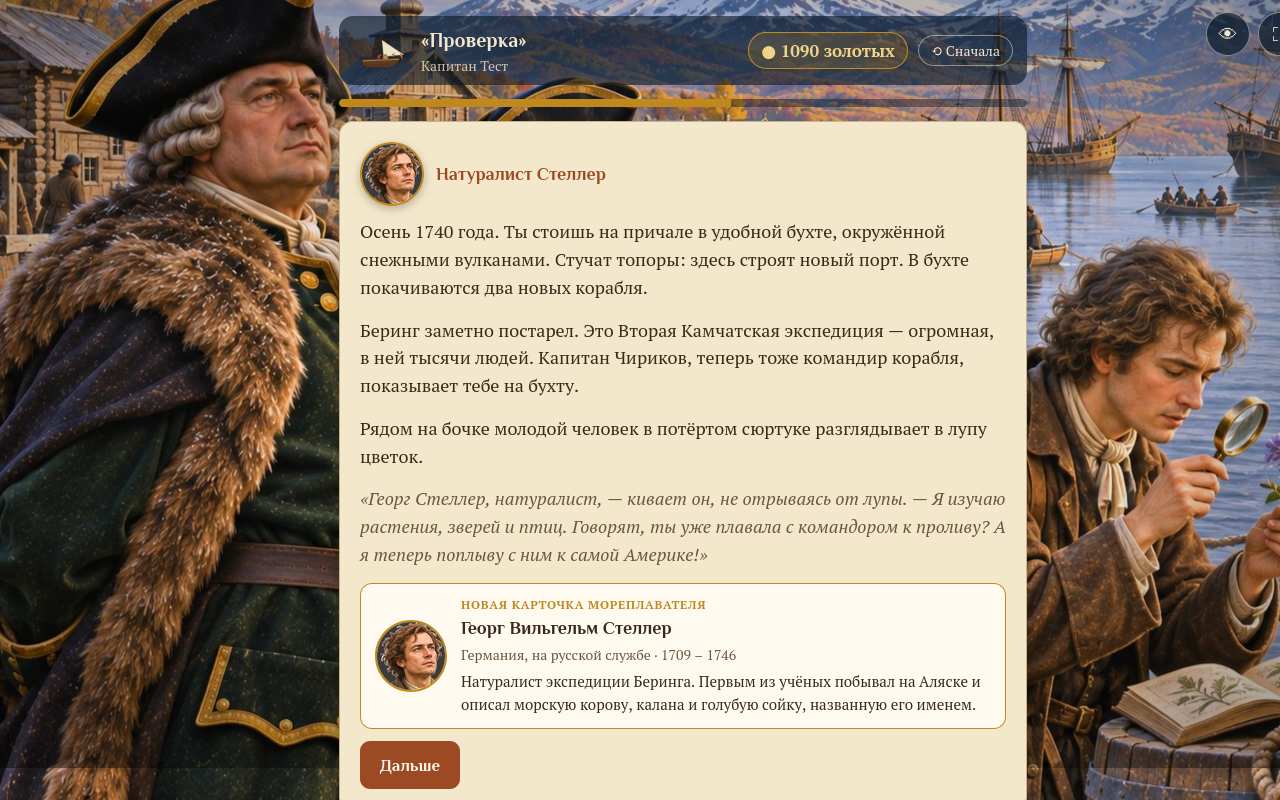 «Проверка»
Капитан Тест
1090 золотых
⟲ Сначала
Натуралист Стеллер
Осень 1740 года. Ты стоишь на причале в удобной бухте, окружённой
снежными вулканами. Стучат топоры: здесь строят новый порт. В бухте
покачиваются два новых корабля.
Беринг заметно постарел. Это Вторая Камчатская экспедиция — огромная,
в ней тысячи людей. Капитан Чириков, теперь тоже командир корабля,
показывает тебе на бухту.
Рядом на бочке молодой человек в потёртом сюртуке разглядывает в лупу
цветок.
«Георг Стеллер, натуралист, — кивает он, не отрываясь от лупы. — Я изучаю
растения, зверей и птиц. Говорят, ты уже плавала с командором к проливу? А
я теперь поплыву с ним к самой Америке!»
НОВАЯ КАРТОЧКА МОРЕПЛАВАТЕЛЯ
Георг Вильгельм Стеллер
Германия, на русской службе · 1709 – 1746
Натуралист экспедиции Беринга. Первым из учёных побывал на Аляске и
описал морскую корову, калана и голубую сойку, названную его именем.
Дальше